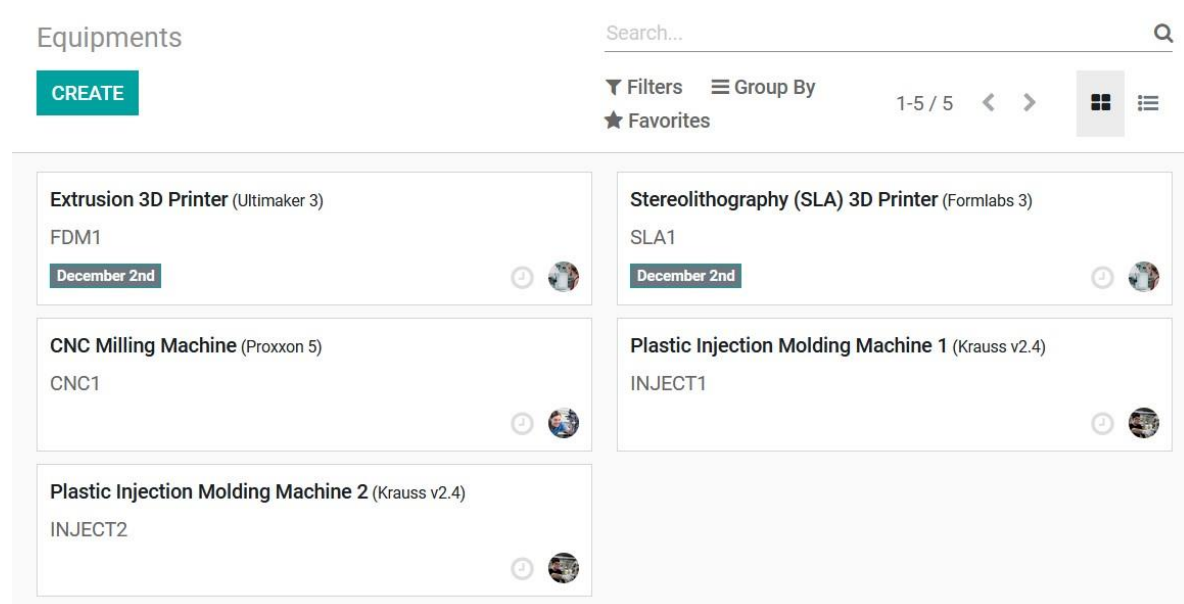 Equipments
Search...
CREATE
Filters Group By
1-5 / 5
Favorites
Extrusion 3D Printer (Ultimaker 3)
FDM1
December 2nd
Stereolithography (SLA) 3D Printer (Formlabs 3)
SLA1
December 2nd
CNC Milling Machine (Proxxon 5)
CNC1
Plastic Injection Molding Machine 1 (Krauss v2.4)
INJECT1
Plastic Injection Molding Machine 2 (Krauss v2.4)
INJECT2